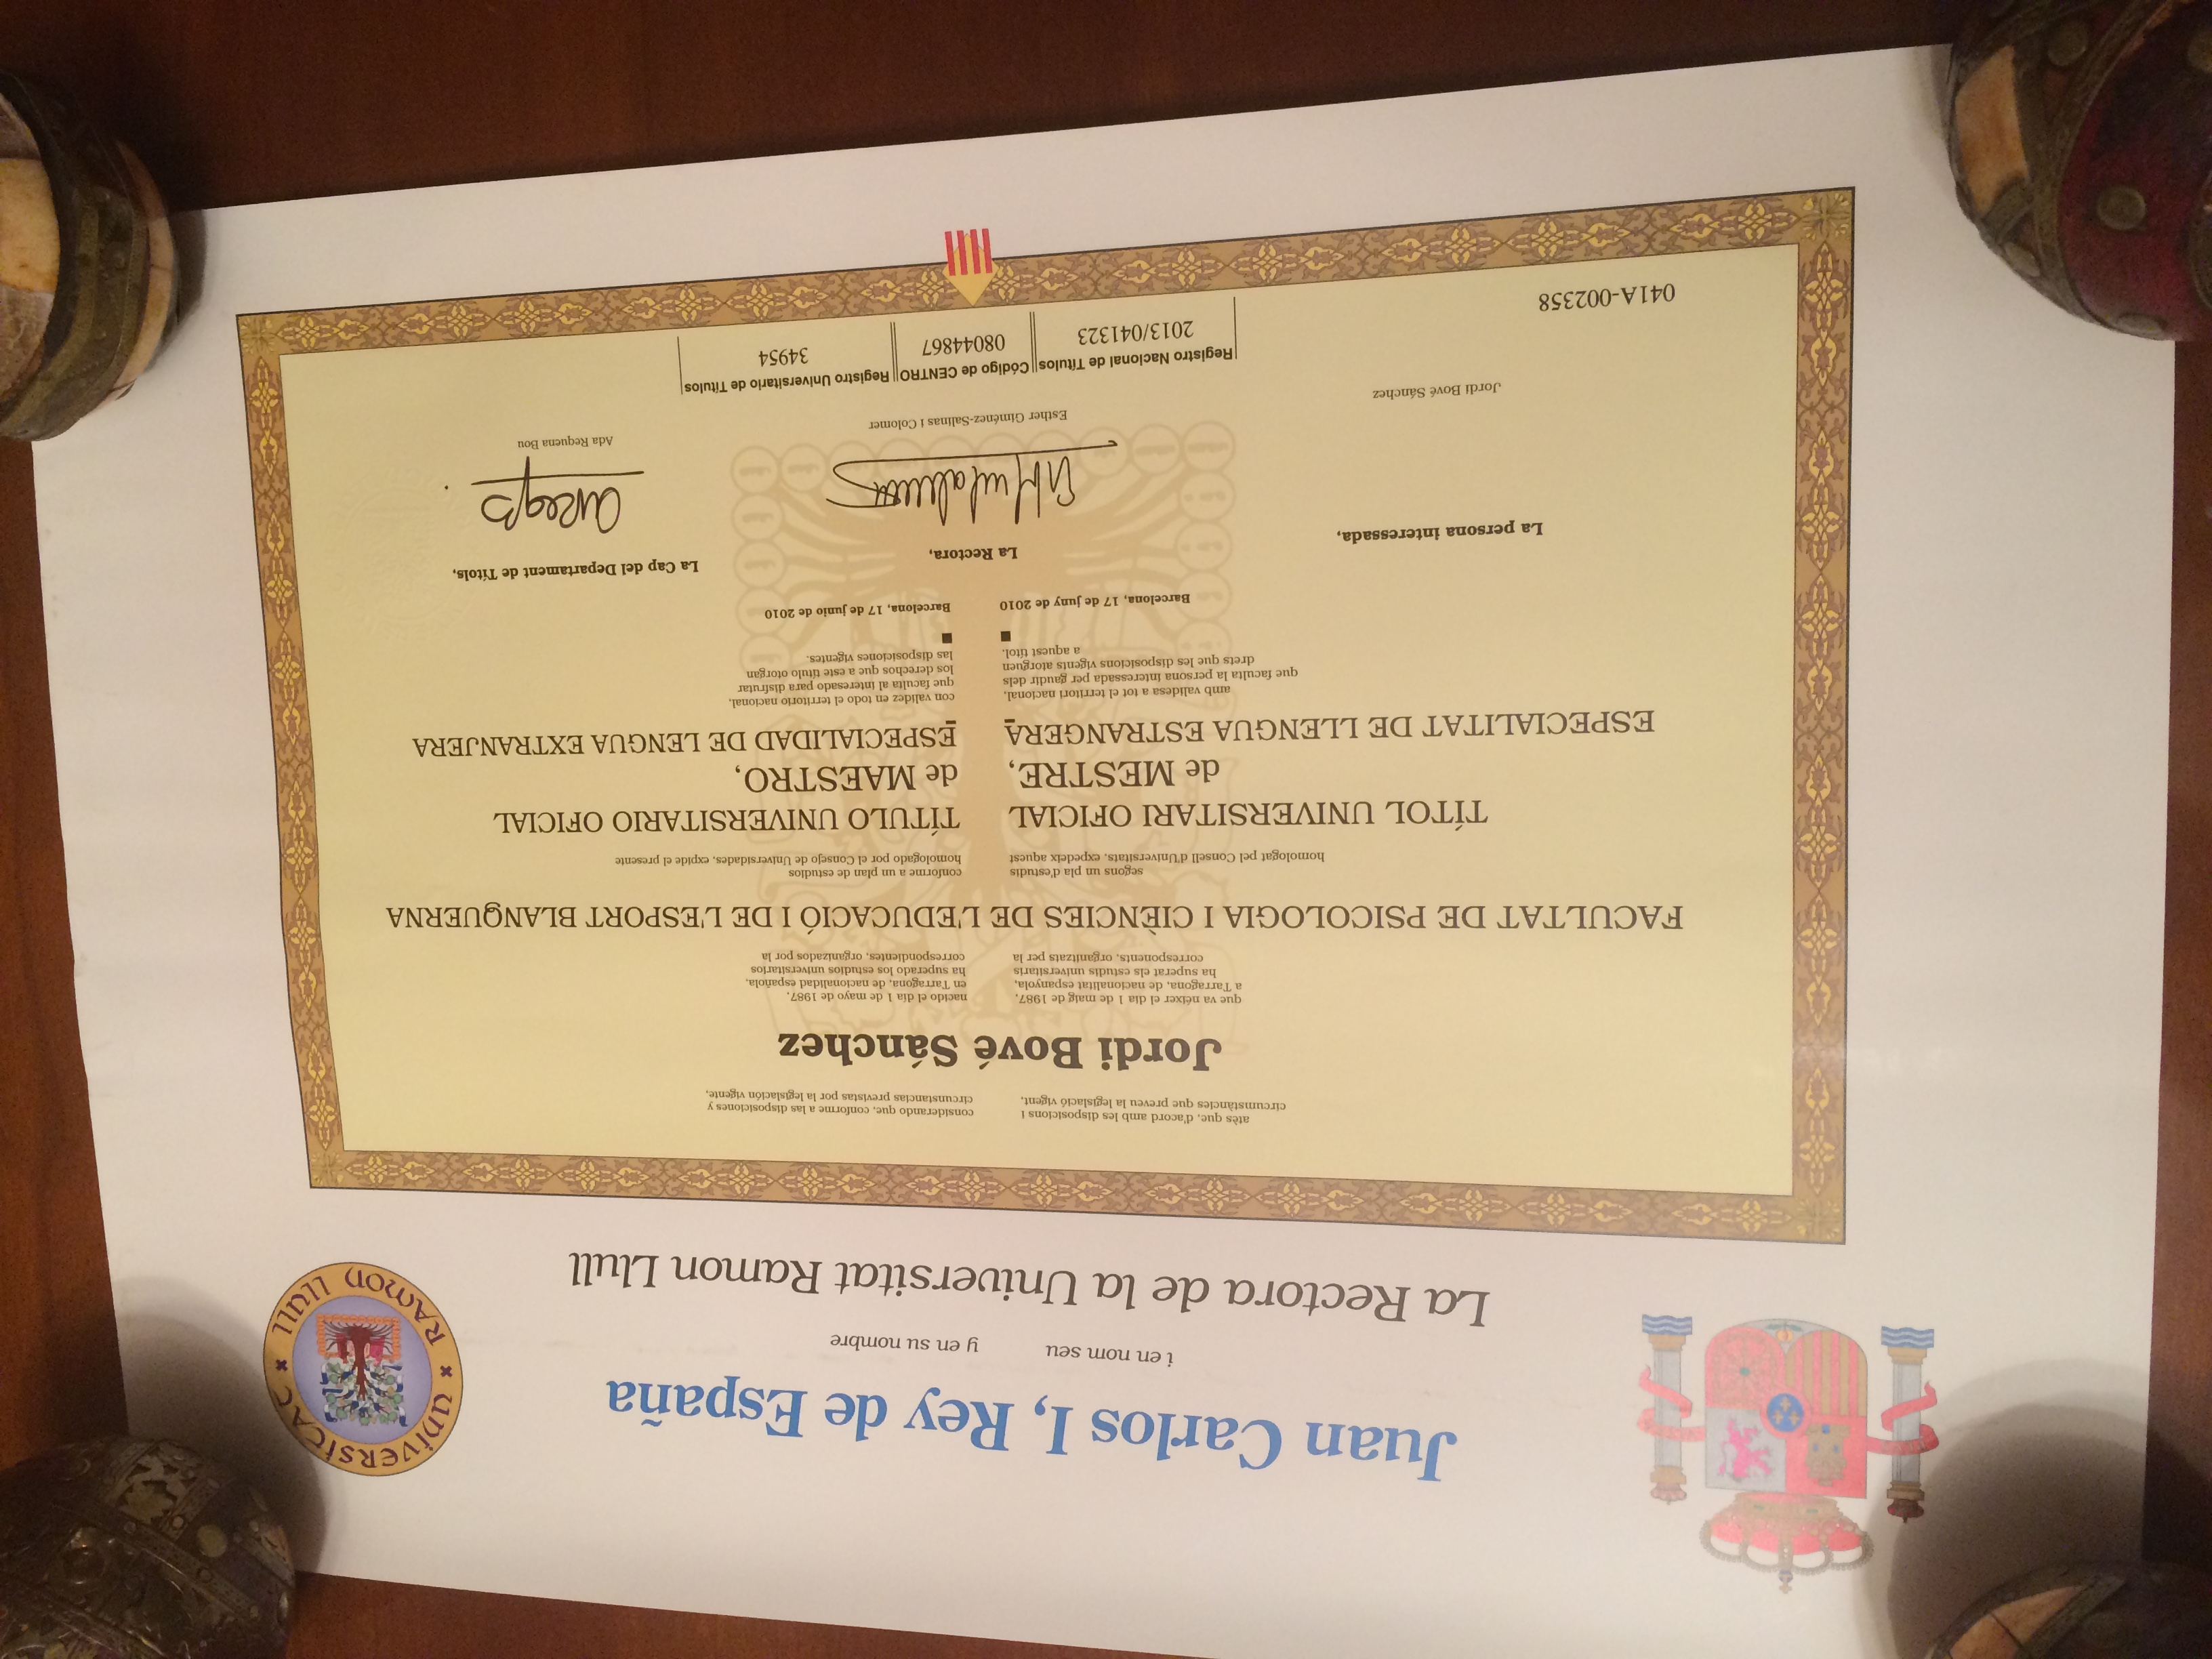 Juan Carlos I, Rey de España
i en nom seu
y en su nombre
La Rectora de la Universitat Ramon Llull
UNIVERSITAT RAMON LLULL
atès que, d'acord amb les disposicions i
circumstàncies que preveu la legislació vigent,
considerando que, conforme a las disposiciones y
circunstancias previstas por la legislación vigente,
Jordi Bové Sánchez
que va néixer el dia 1 de maig de 1987,
a Tarragona, de nacionalitat espanyola,
ha superat els estudis universitaris
corresponents, organitzats per la
nacido el día 1 de mayo de 1987,
en Tarragona, de nacionalidad española,
ha superado los estudios universitarios
correspondientes, organizados por la
FACULTAT DE PSICOLOGIA I CIÈNCIES DE L'EDUCACIÓ I DE L'ESPORT BLANQUERNA
segons un pla d'estudis
homologat pel Consell d'Universitats, expedeix aquest
conforme a un plan de estudios
homologado por el Consejo de Universidades, expide el presente
TÍTOL UNIVERSITARI OFICIAL
de MESTRE,
ESPECIALITAT DE LLENGUA ESTRANGERA
TÍTULO UNIVERSITARIO OFICIAL
de MAESTRO,
ESPECIALIDAD DE LENGUA EXTRANJERA
amb validesa a tot el territori nacional,
que faculta la persona interessada per gaudir dels
drets que les disposicions vigents atorguen
a aquest títol.
con validez en todo el territorio nacional,
que faculta al interesado para disfrutar
los derechos que a este título otorgan
las disposiciones vigentes.
Barcelona, 17 de juny de 2010
Barcelona, 17 de junio de 2010
La persona interessada,
La Rectora,
La Cap del Departament de Títols,
Jordi Bové Sánchez
Esther Giménez-Salinas i Colomer
Ada Requena Bou
Registro Nacional de Títulos
Código de CENTRO
Registro Universitario de Títulos
2013/041323
08044867
34954
041A-002358